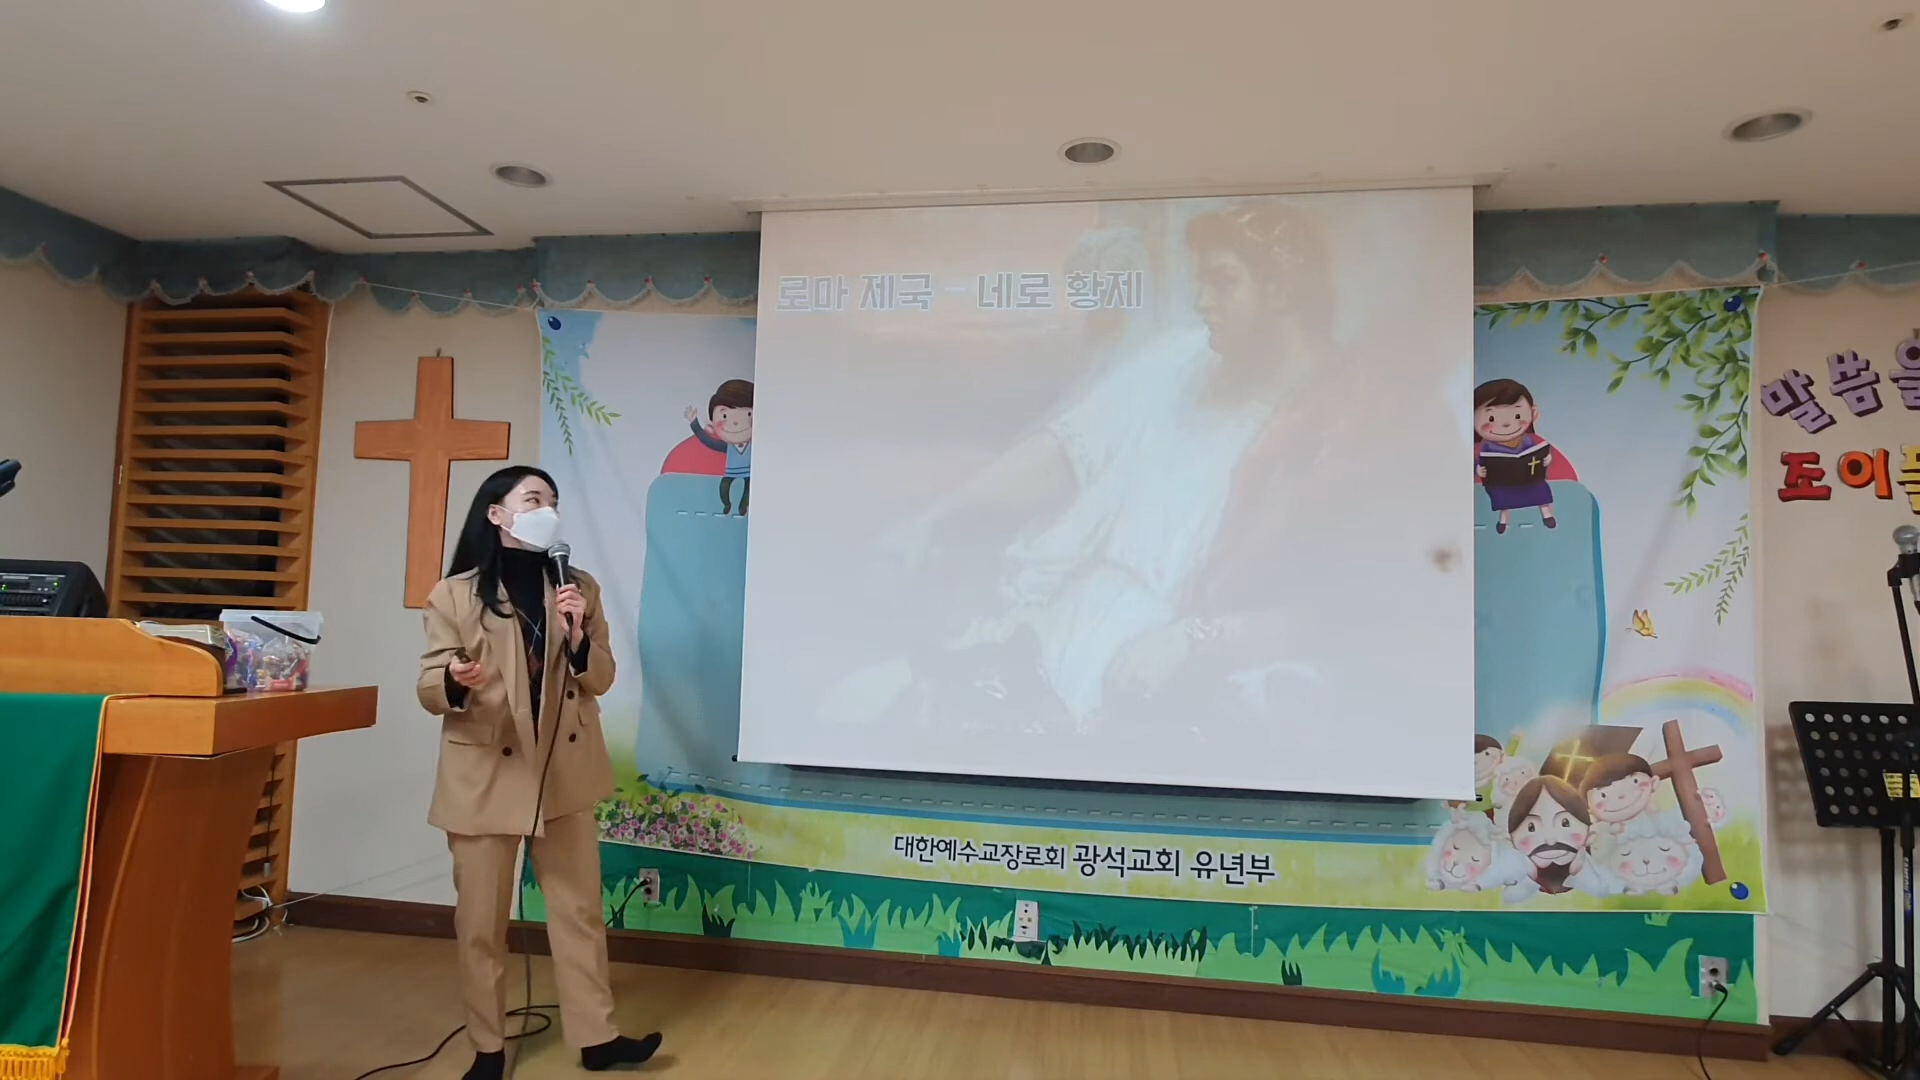 로마 제국 - 네로 황제
말씀을
조이
대한예수교장로회 광석교회 유년부